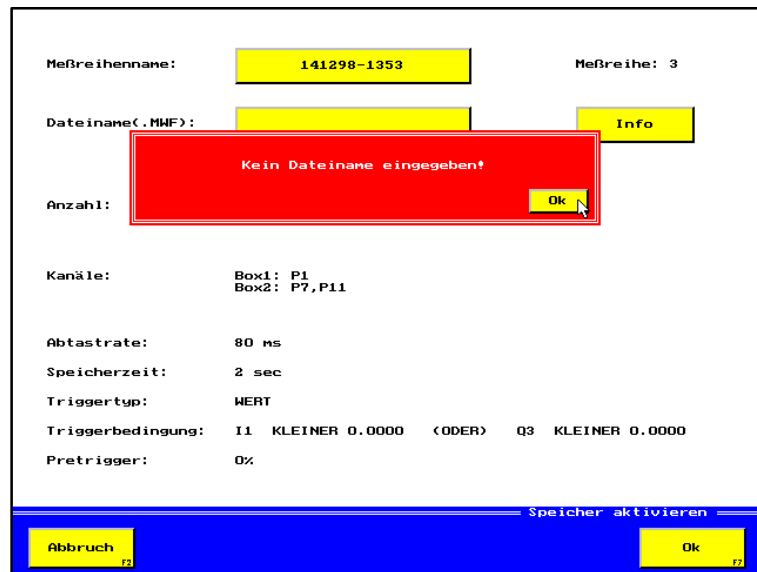 Meßreihenname: 141298-1353 Meßreihe: 3
Dateiname(.MWF): Info
Kein Dateiname eingegeben!
Ok
Anzahl:
Kanäle: Box1: P1
Box2: P7,P11
Abtastrate: 80 ms
Speicherzeit: 2 sec
Triggertyp: WERT
Triggerbedingung: I1 KLEINER 0.0000 (ODER) Q3 KLEINER 0.0000
Pretrigger: 0%
Speicher aktivieren
Abbruch F2 Ok F7